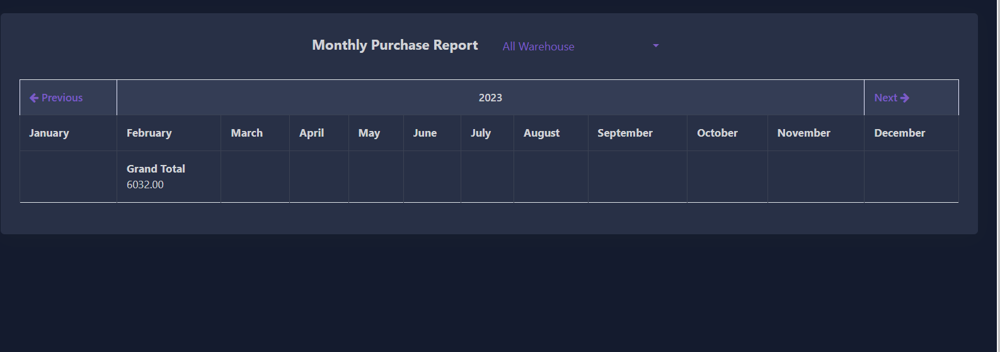 Monthly Purchase Report All Warehouse
Previous 2023 Next
January February March April May June July August September October November December
Grand Total
6032.00